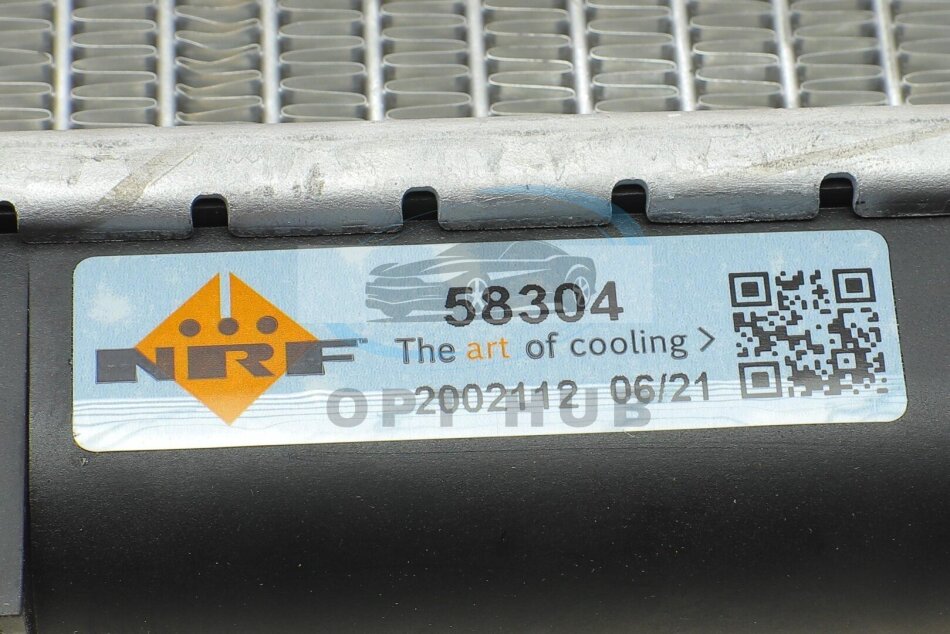 58304
NRF
The art of cooling >
2002112 06/21
OPT HUB